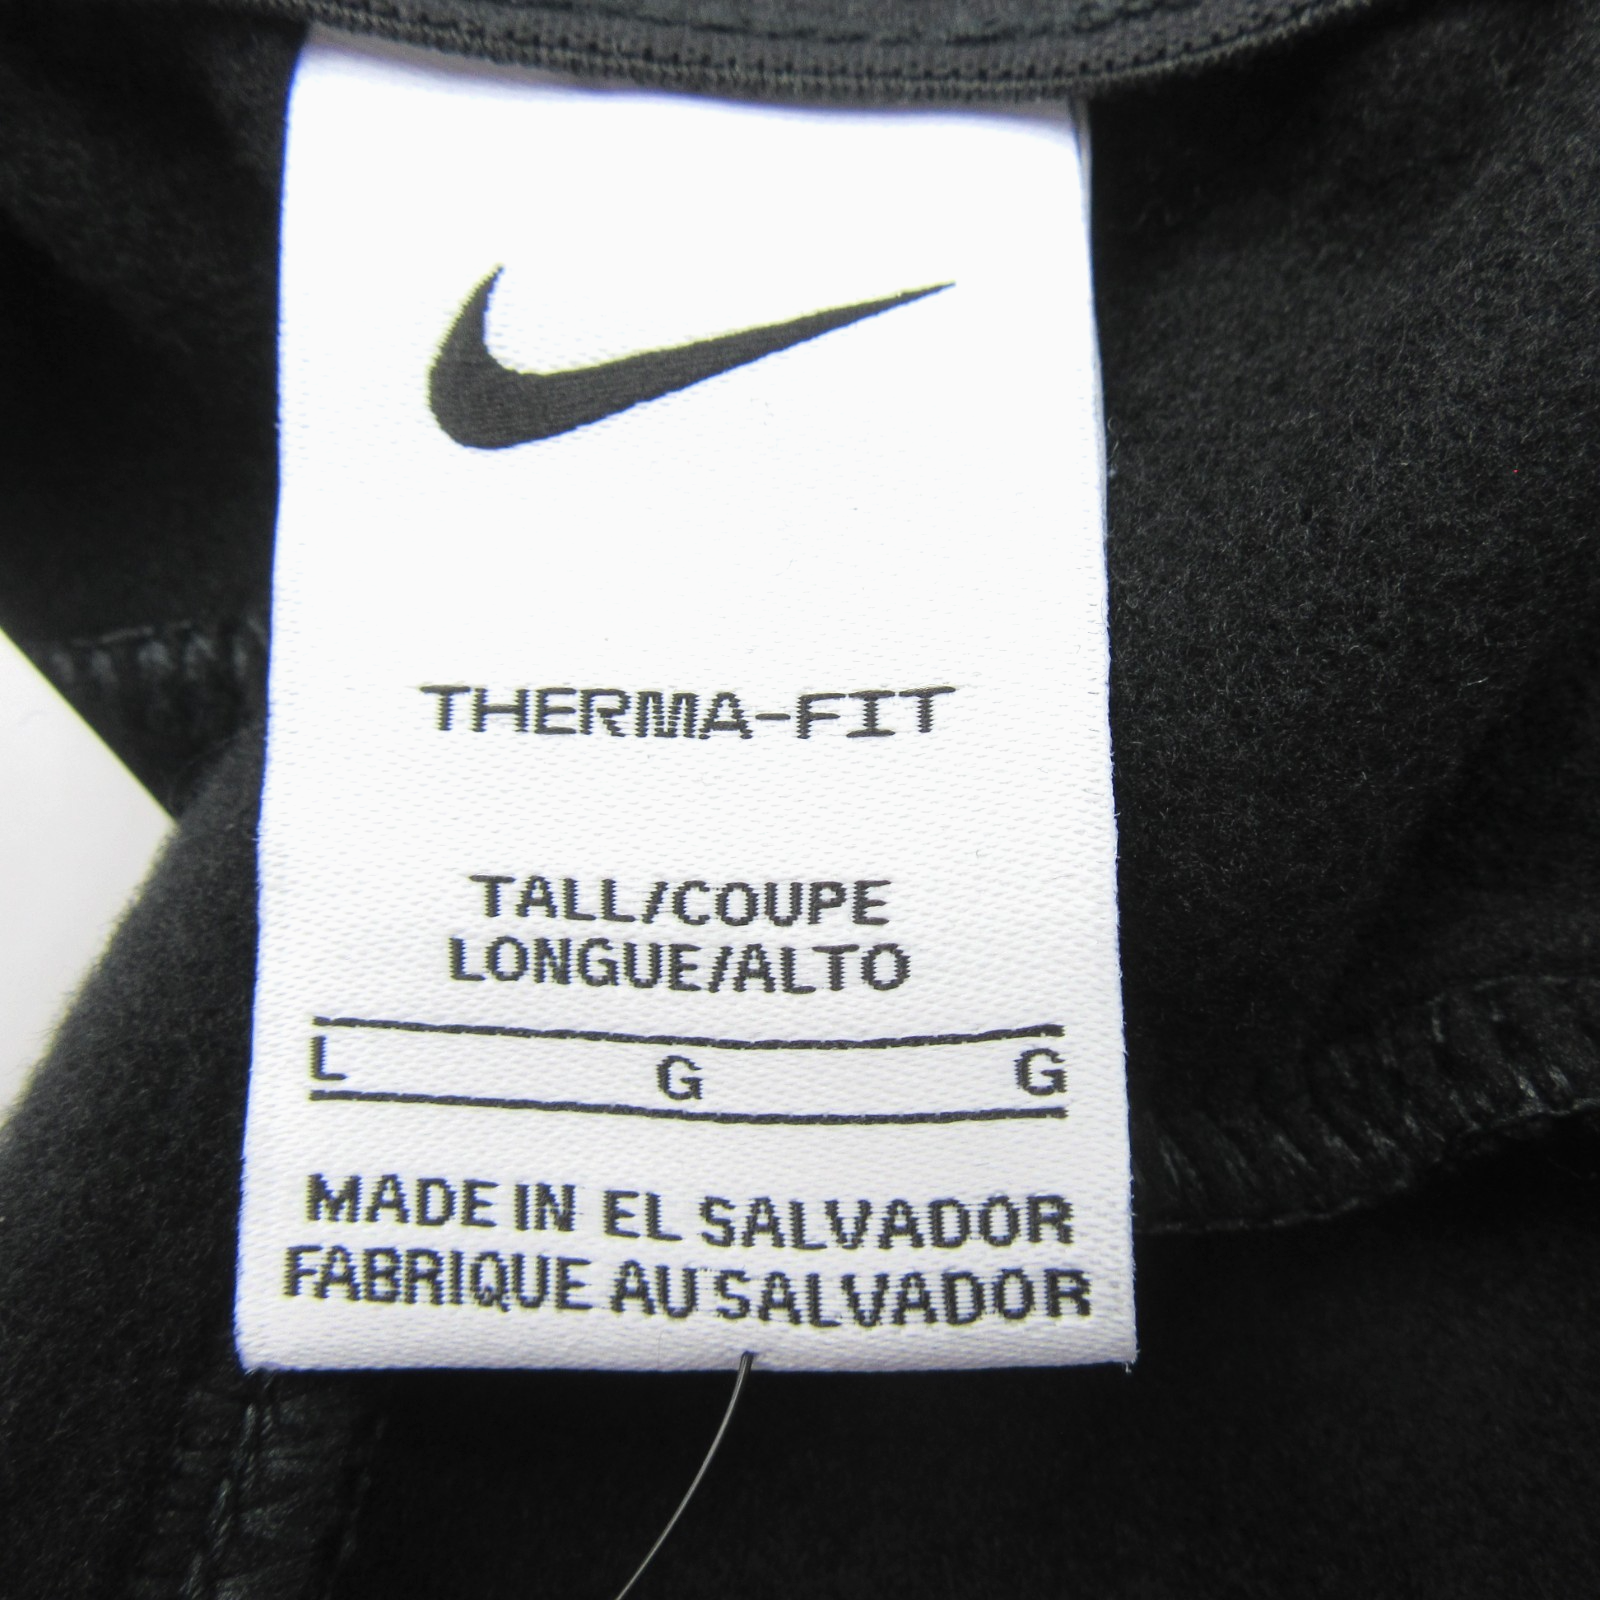 THERMA-FIT
TALL/COUPE
LONGUE/ALTO
L G G
MADE IN EL SALVADOR
FABRIQUE AU SALVADOR